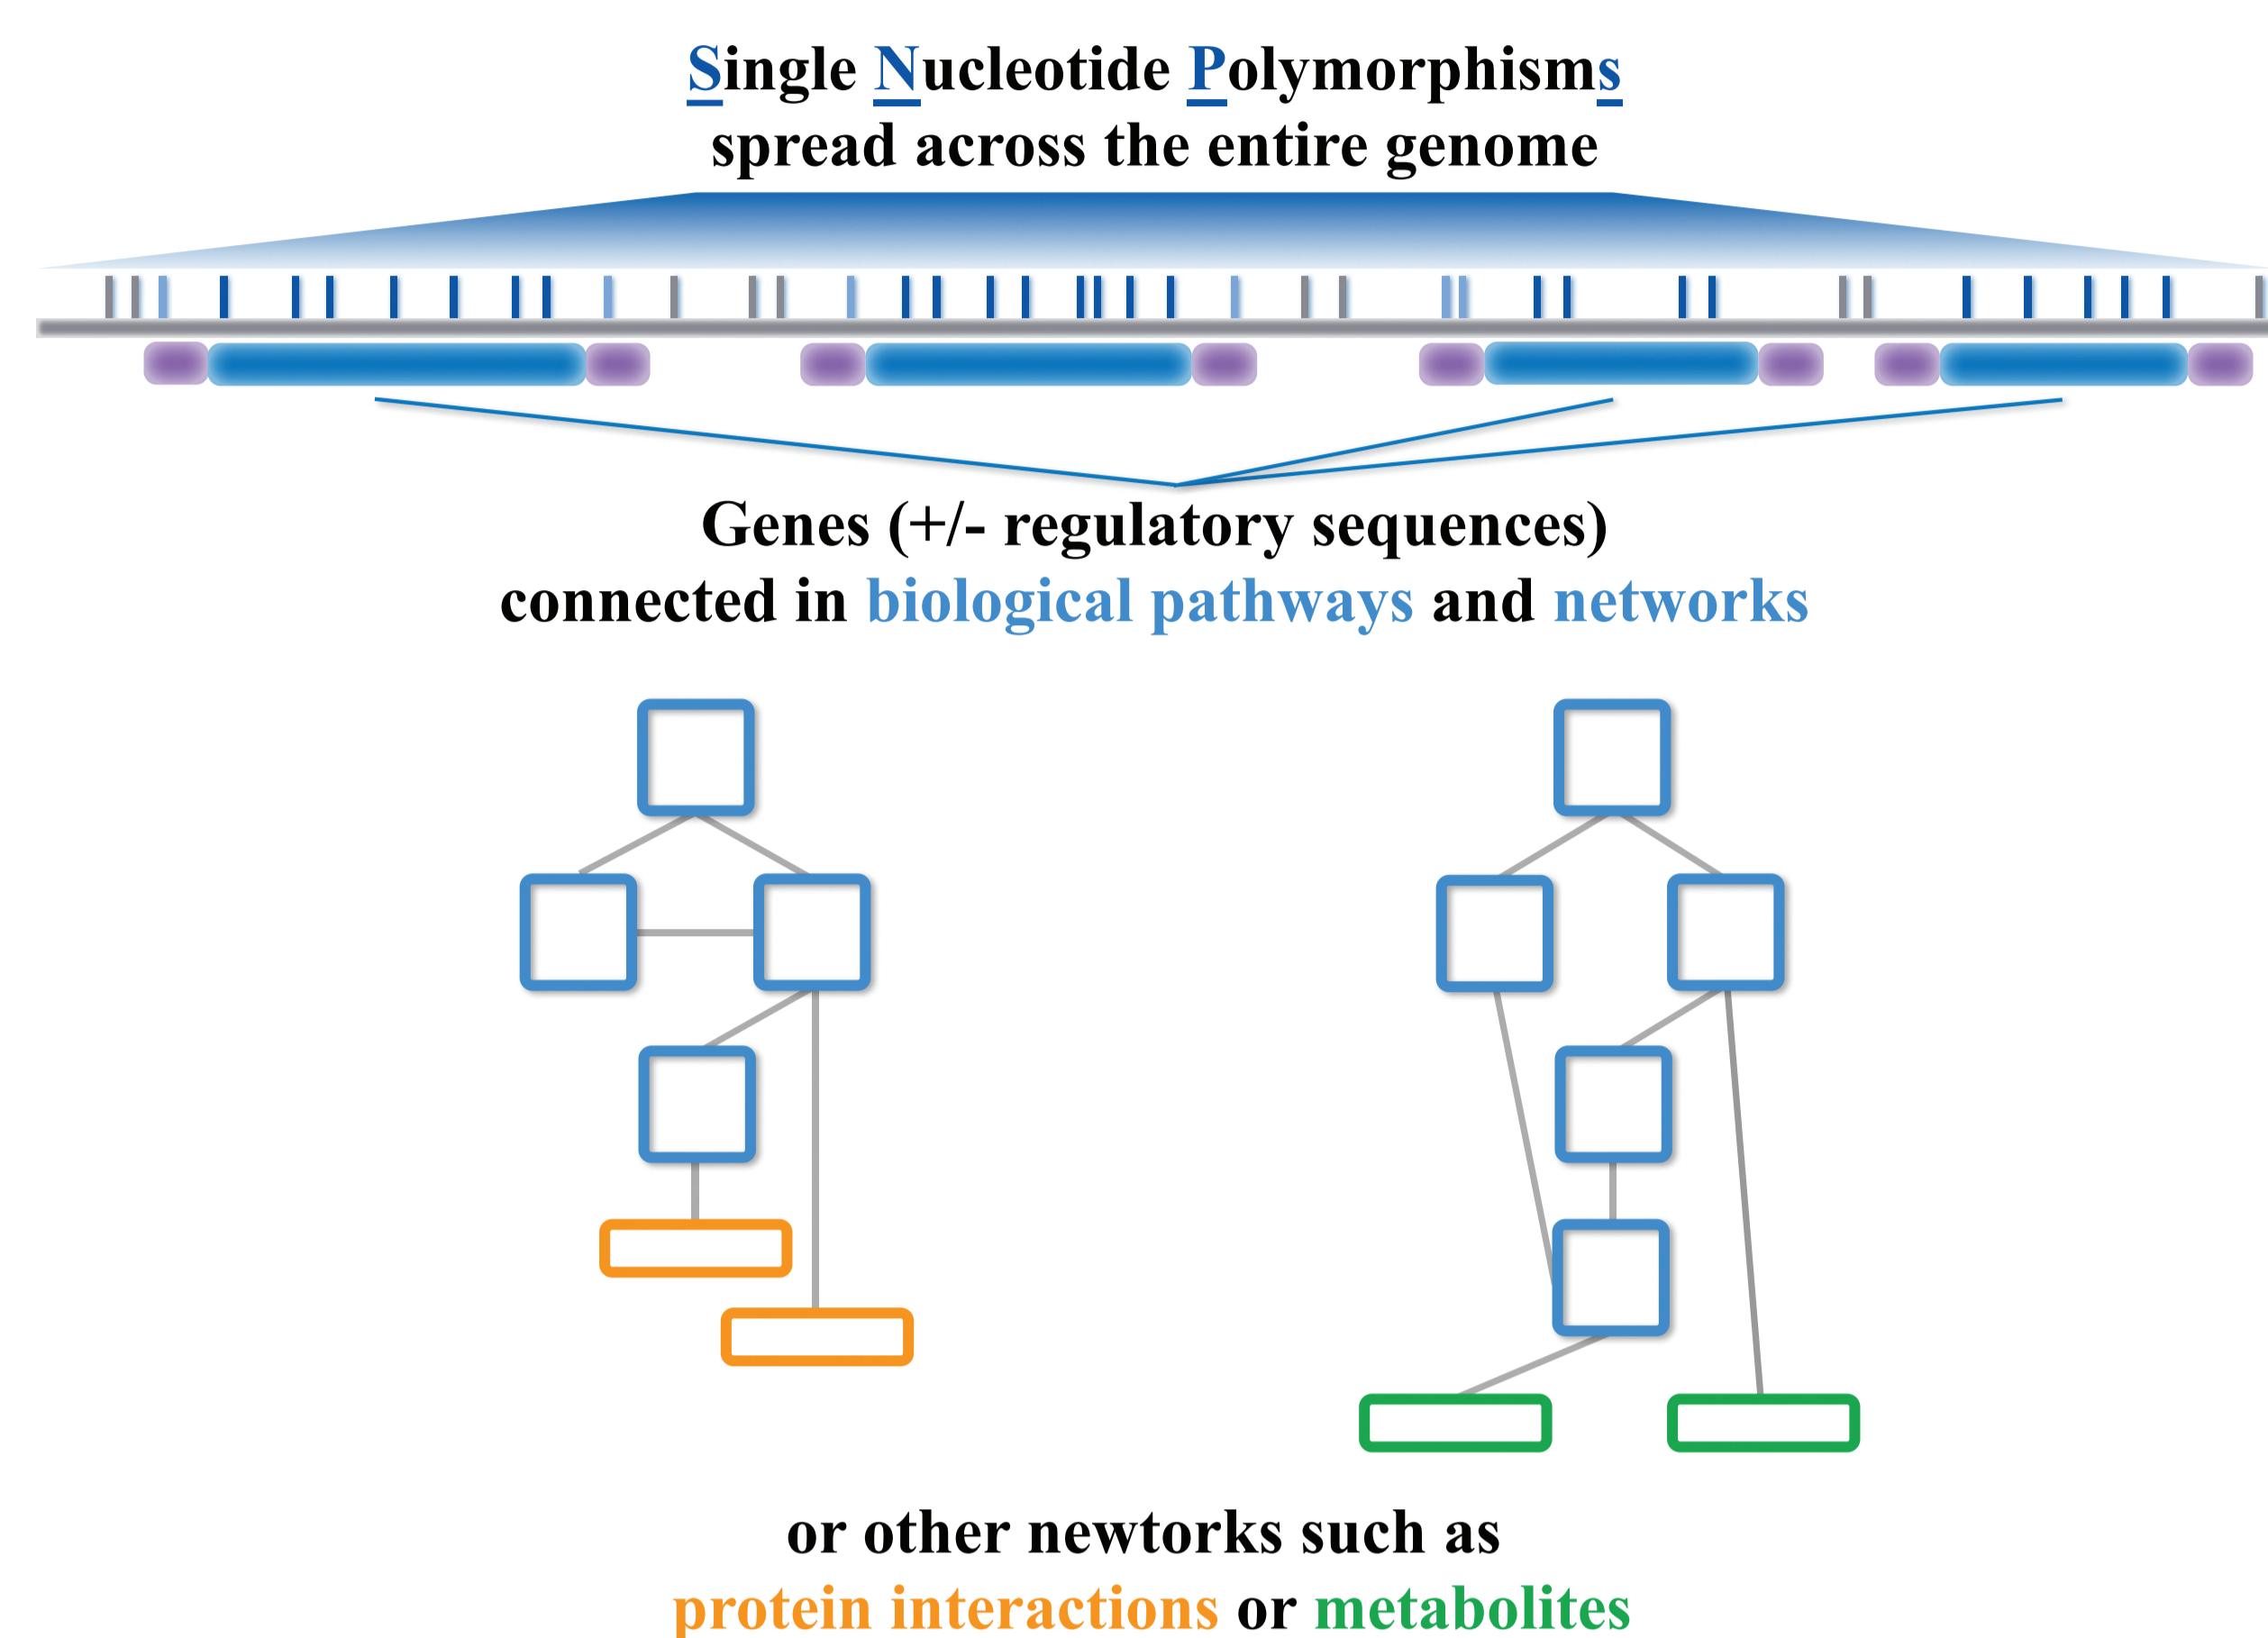 Single Nucleotide Polymorphisms
spread across the entire genome
Genes (+/- regulatory sequences)
connected in biological pathways and networks
or other newtorks such as
protein interactions or metabolites